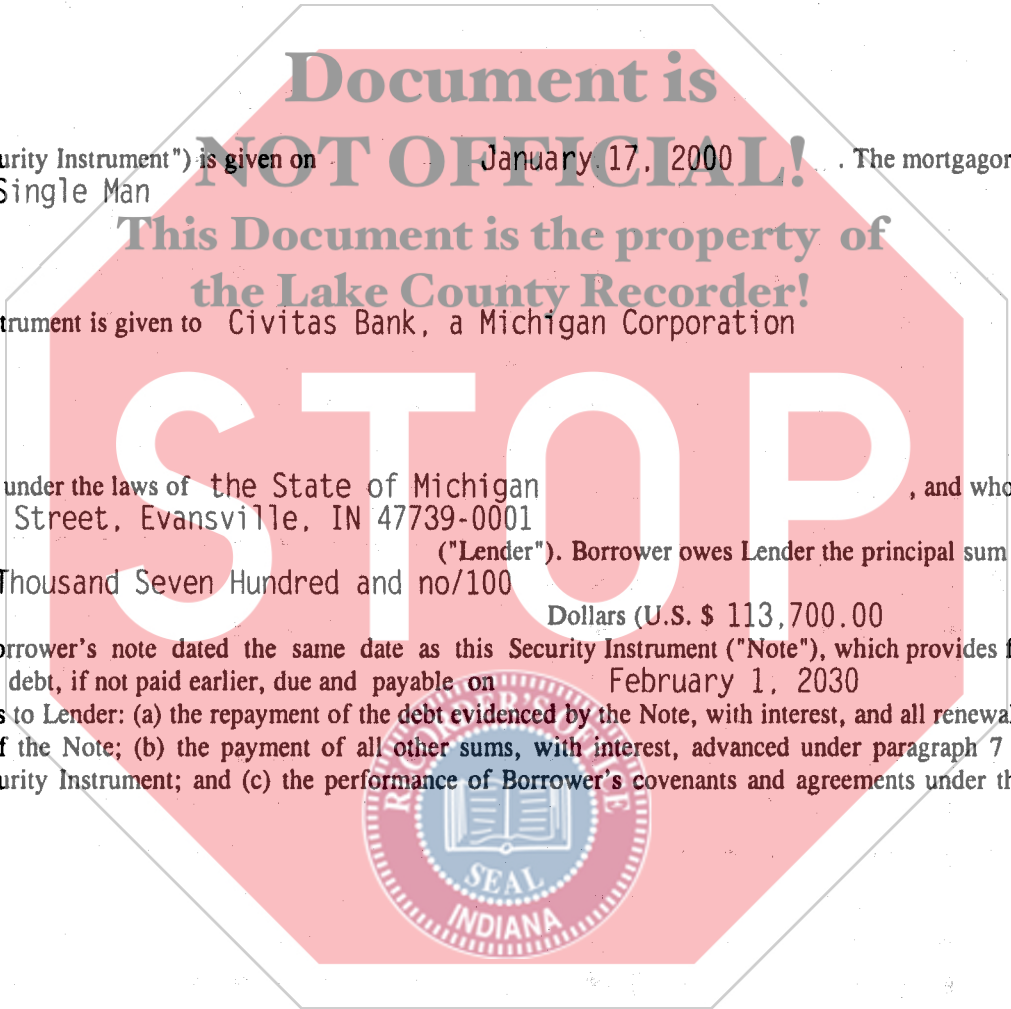 Document is
NOT OFFICIAL!
urity Instrument") is given on January 17, 2000 . The mortgagor
Single Man
This Document is the property of
the Lake County Recorder!
trument is given to Civitas Bank, a Michigan Corporation
STOP
under the laws of the State of Michigan , and who
Street, Evansville, IN 47739-0001
("Lender"). Borrower owes Lender the principal sum
Thousand Seven Hundred and no/100
Dollars (U.S. $ 113,700.00
orrower's note dated the same date as this Security Instrument ("Note"), which provides f
debt, if not paid earlier, due and payable on February 1, 2030
s to Lender: (a) the repayment of the debt evidenced by the Note, with interest, and all renewal
f the Note; (b) the payment of all other sums, with interest, advanced under paragraph 7
urity Instrument; and (c) the performance of Borrower's covenants and agreements under th
RECORDER'S OFFICE
SEAL
INDIANA